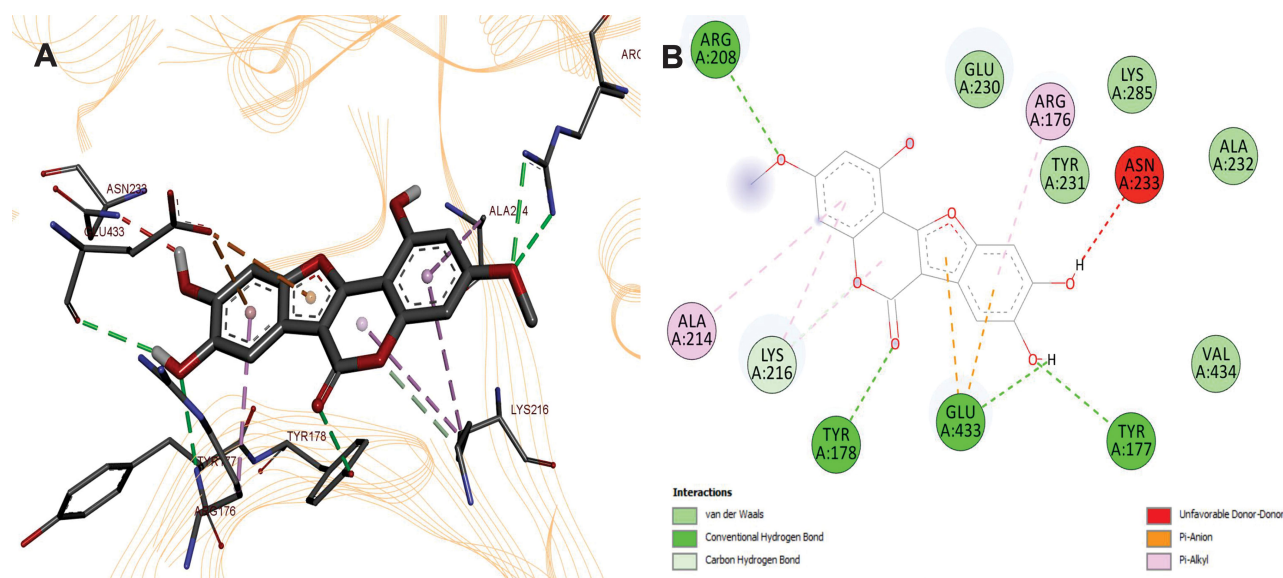 A
ARG
ASN233
GLU433
ALA214
LYS216
TYR178
TYR177
ARG176
B
ARG
A:208
GLU
A:230
LYS
A:285
ARG
A:176
TYR
A:231
ASN
A:233
ALA
A:232
O
O
O
H
O
O
O
O
H
ALA
A:214
LYS
A:216
VAL
A:434
TYR
A:178
GLU
A:433
TYR
A:177
Interactions
van der Waals
Conventional Hydrogen Bond
Carbon Hydrogen Bond
Unfavorable Donor-Donor
Pi-Anion
Pi-Alkyl